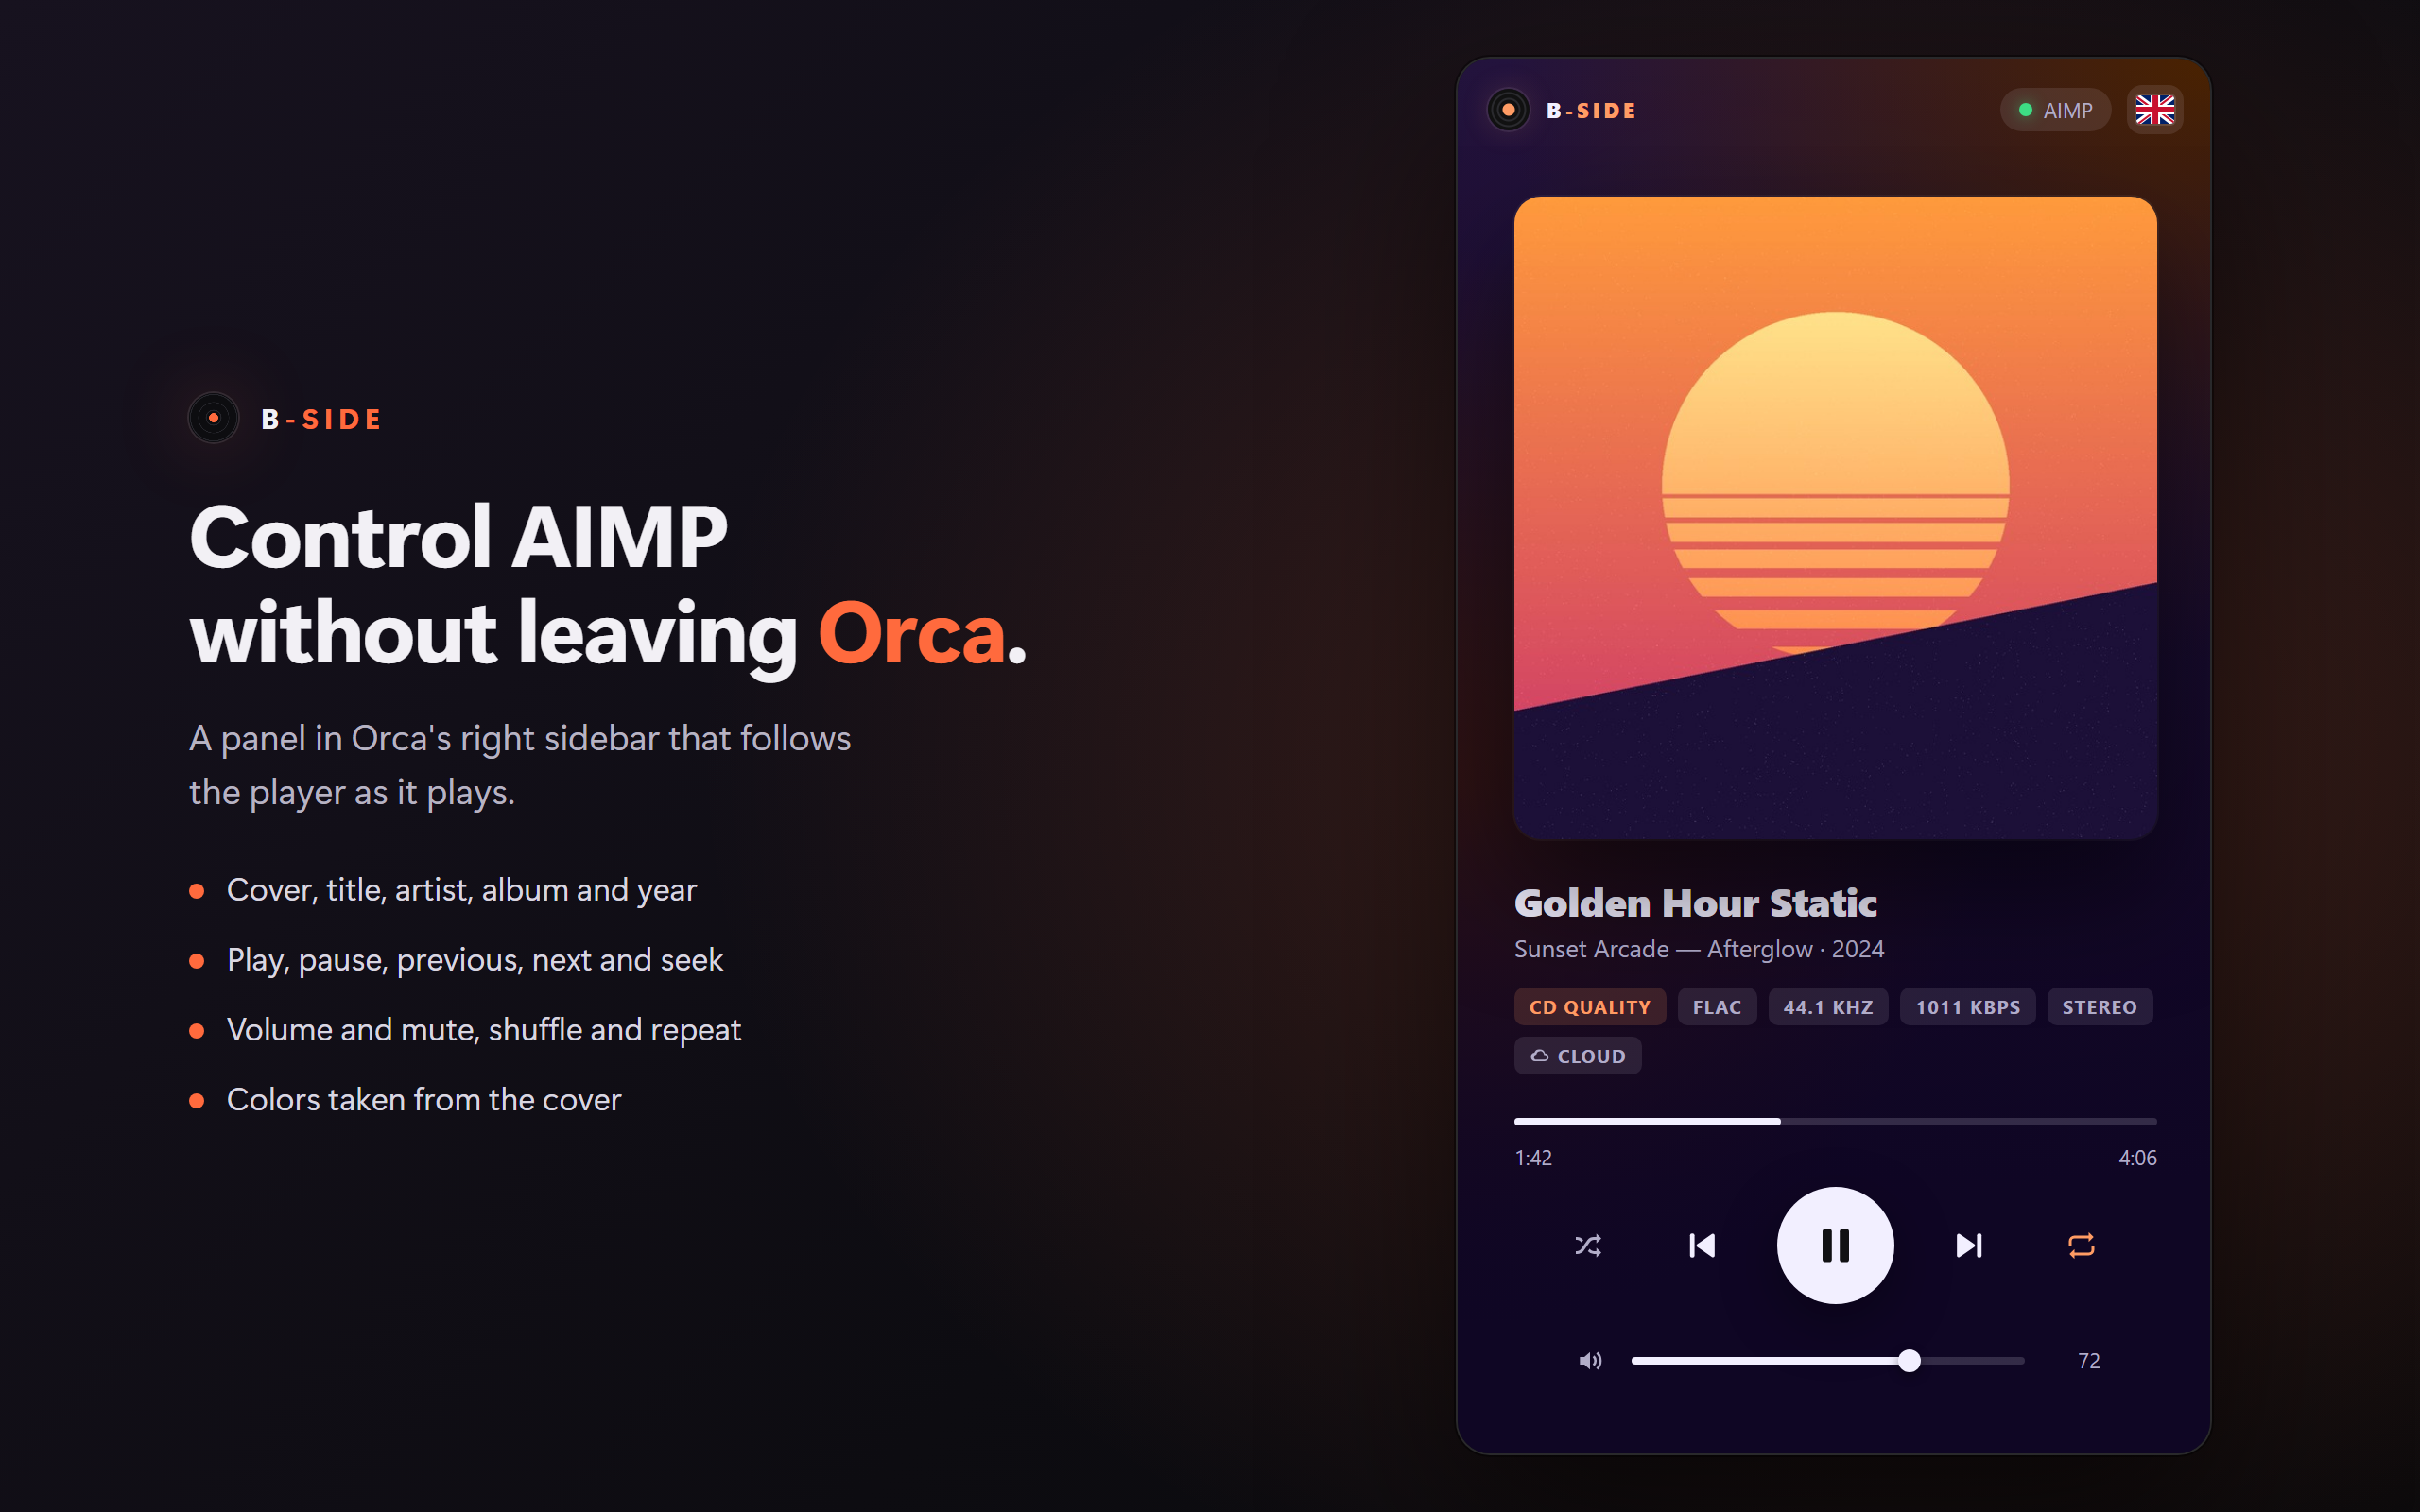 B-SIDE
Control AIMP
without leaving Orca.
A panel in Orca's right sidebar that follows
the player as it plays.
Cover, title, artist, album and year
Play, pause, previous, next and seek
Volume and mute, shuffle and repeat
Colors taken from the cover
B-SIDE
AIMP
Golden Hour Static
Sunset Arcade — Afterglow · 2024
CD QUALITY FLAC 44.1 KHZ 1011 KBPS STEREO
CLOUD
1:42 4:06
72